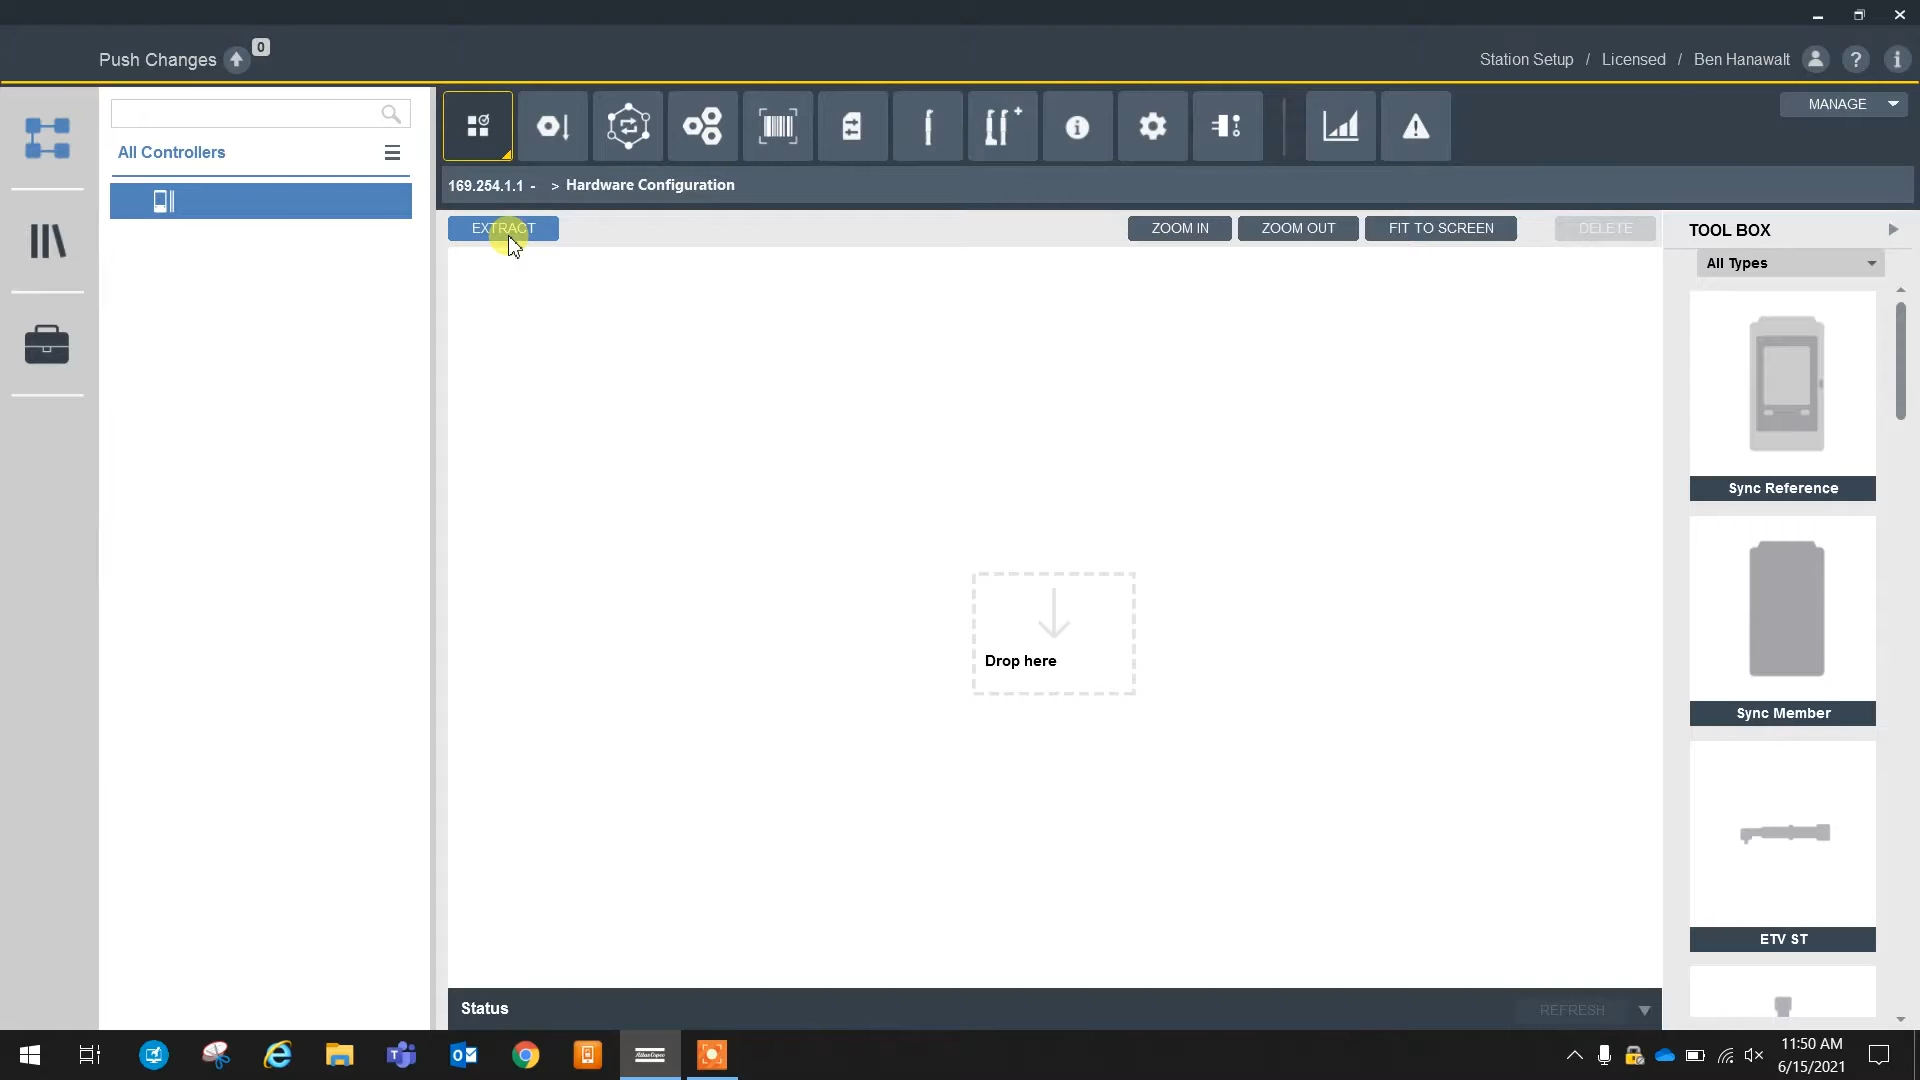 Push Changes
0
Station Setup / Licensed / Ben Hanawalt
?
MANAGE
All Controllers
169.254.1.1 - > Hardware Configuration
EXTRACT
ZOOM IN
ZOOM OUT
FIT TO SCREEN
DELETE
TOOL BOX
All Types
Sync Reference
Sync Member
ETV ST
Drop here
Status
REFRESH
Atlas Copco
11:50 AM
6/15/2021